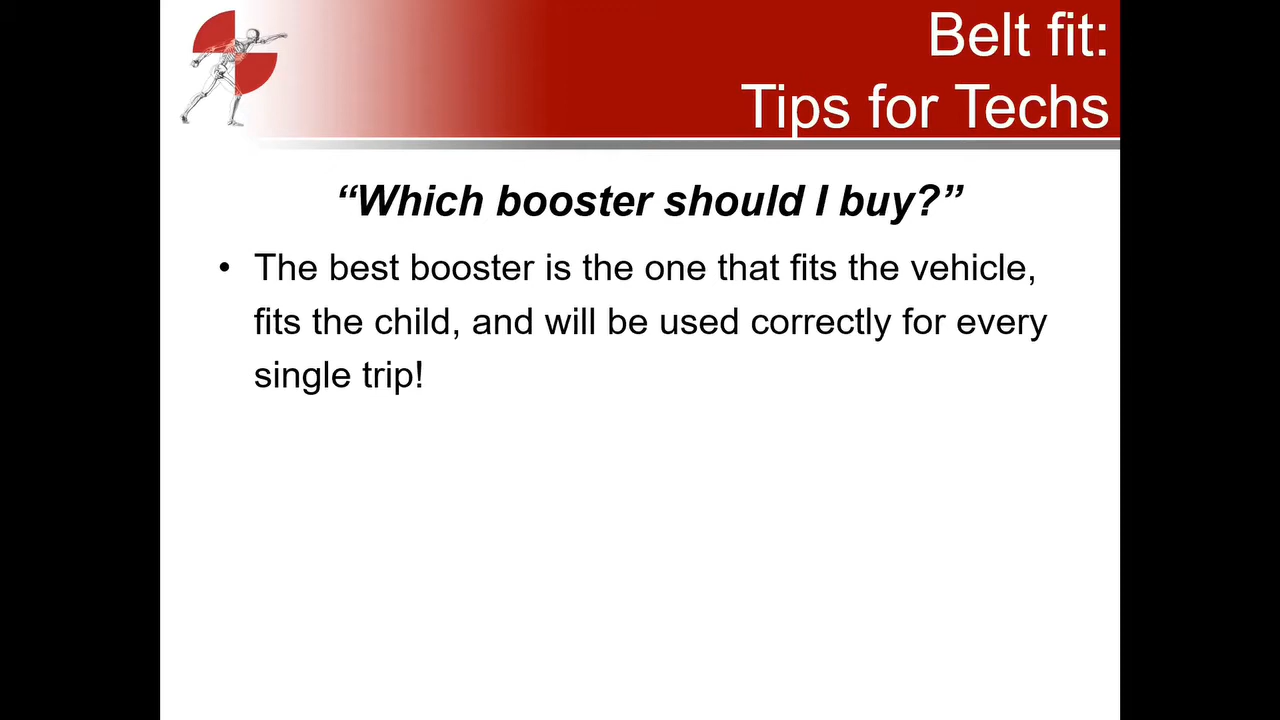 Belt fit:
Tips for Techs
“Which booster should I buy?”
• The best booster is the one that fits the vehicle,
fits the child, and will be used correctly for every
single trip!